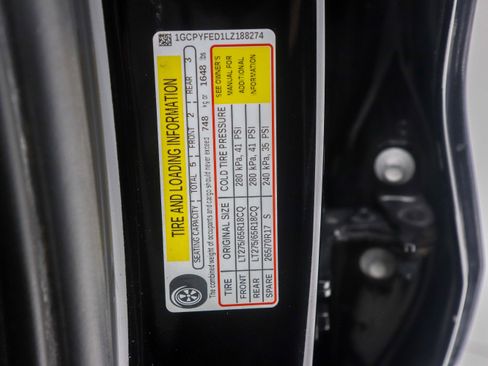 1GCPYFED1LZ188274
TIRE AND LOADING INFORMATION
SEATING CAPACITY TOTAL 5 FRONT 2 REAR 3
The combined weight of occupants and cargo should never exceed 748 kg or 1648 lbs
TIRE ORIGINAL SIZE COLD TIRE PRESSURE
FRONT LT275/65R18CQ 280 kPa, 41 PSI
REAR LT275/65R18CQ 280 kPa, 41 PSI
SPARE 265/70R17 S 240 kPa, 35 PSI
SEE OWNER'S
MANUAL FOR
ADDITIONAL
INFORMATION